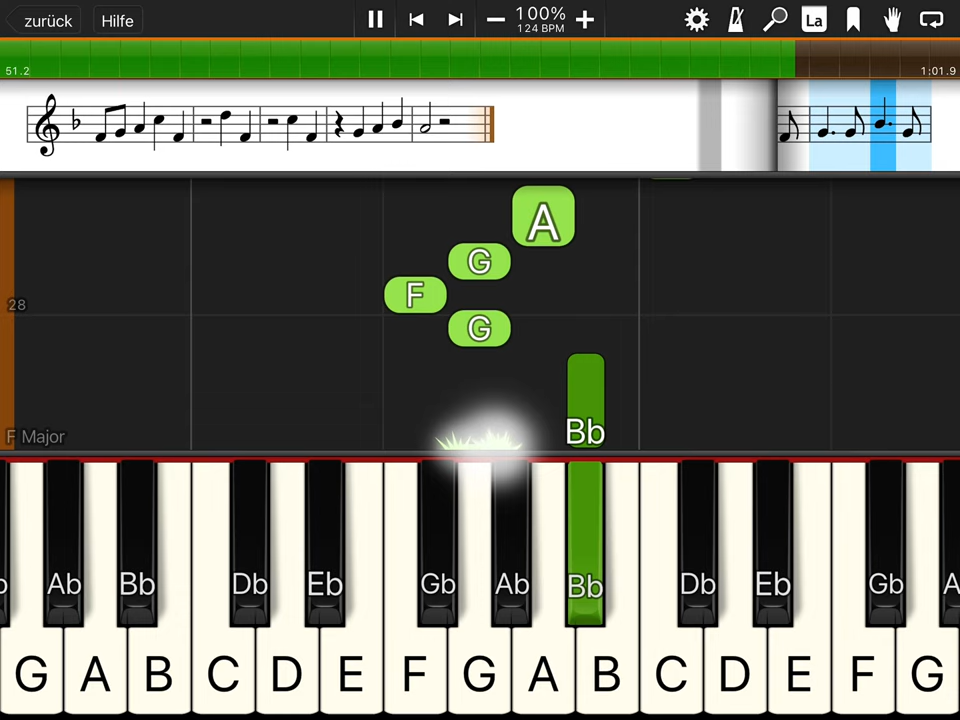 zurück Hilfe 100% La
124 BPM
51.2 1:01.9
A
G
F
28
G
Bb
F Major
b Ab Bb Db Eb Gb Ab Bb Db Eb Gb A
G A B C D E F G A B C D E F G